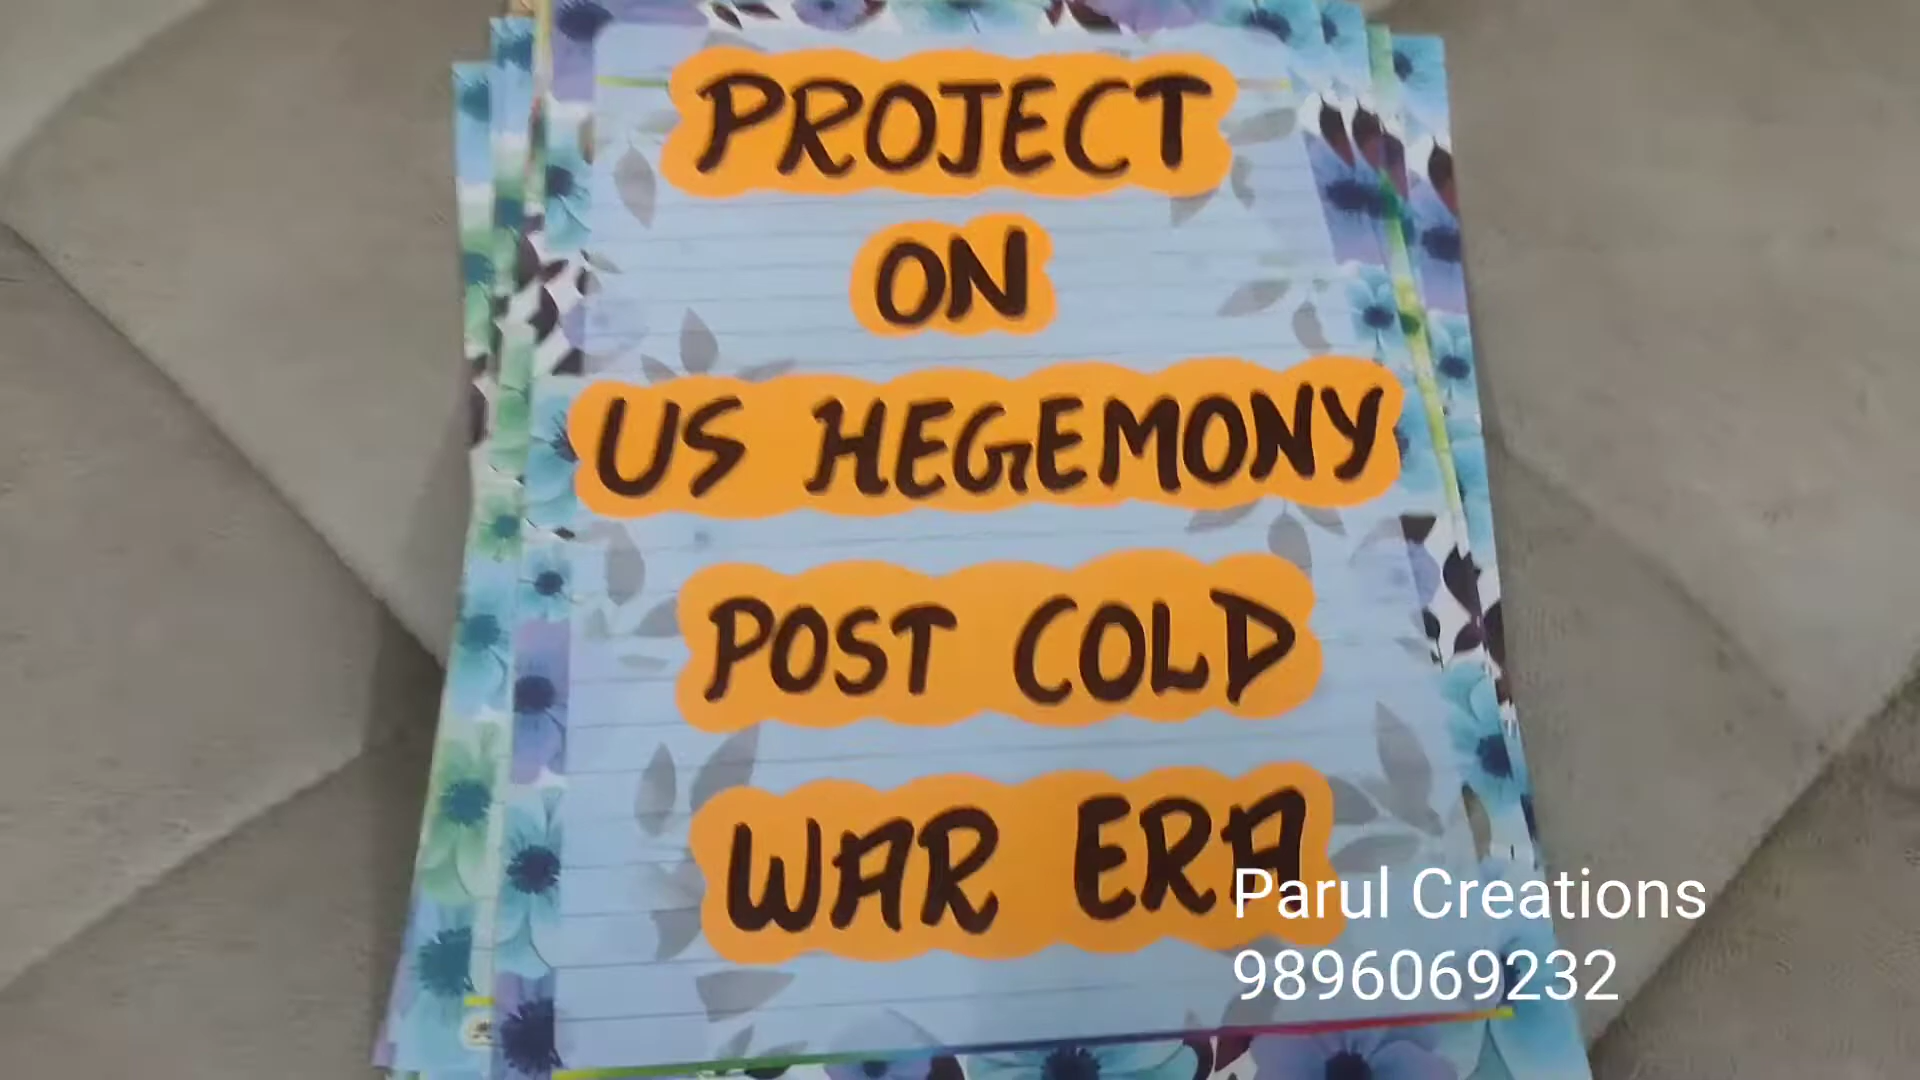 PROJECT
ON
US HEGEMONY
POST COLD
WAR ERA
Parul Creations
9896069232